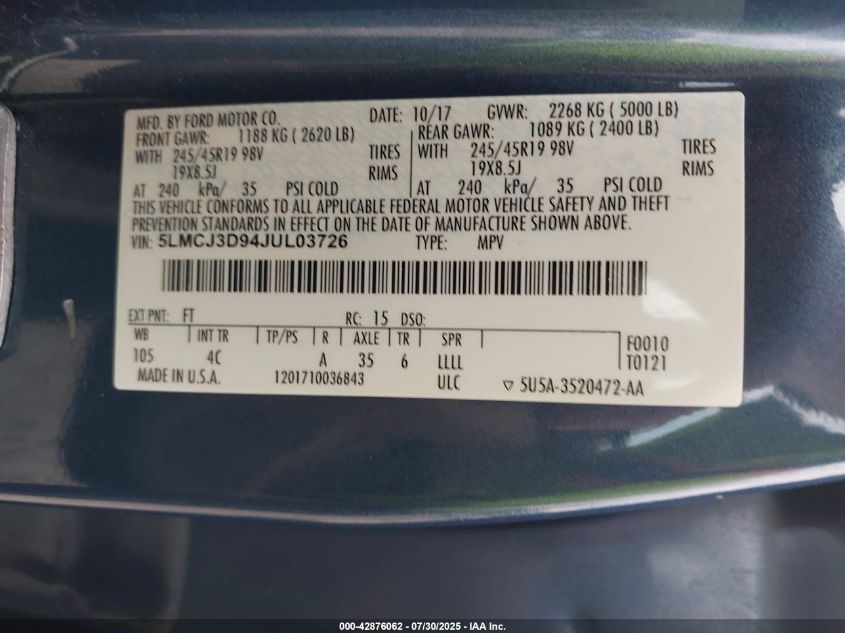 MFD. BY FORD MOTOR CO. DATE: 10/17 GVWR: 2268 KG ( 5000 LB)
FRONT GAWR: 1188 KG ( 2620 LB) REAR GAWR: 1089 KG ( 2400 LB)
WITH 245/45R19 98V TIRES WITH 245/45R19 98V TIRES
19X8.5J RIMS 19X8.5J RIMS
AT 240 kPa/ 35 PSI COLD AT 240 kPa/ 35 PSI COLD
THIS VEHICLE CONFORMS TO ALL APPLICABLE FEDERAL MOTOR VEHICLE SAFETY AND THEFT
PREVENTION STANDARDS IN EFFECT ON THE DATE OF MANUFACTURE SHOWN ABOVE.
VIN: 5LMCJ3D94JUL03726 TYPE: MPV
EXT PNT: FT RC: 15 DSO:
WB INT TR TP/PS R AXLE TR SPR F0010
105 4C A 35 6 LLLL T0121
MADE IN U.S.A. 1201710036843 ULC ▽ 5U5A-3520472-AA
000-42876062 - 07/30/2025 - IAA Inc.